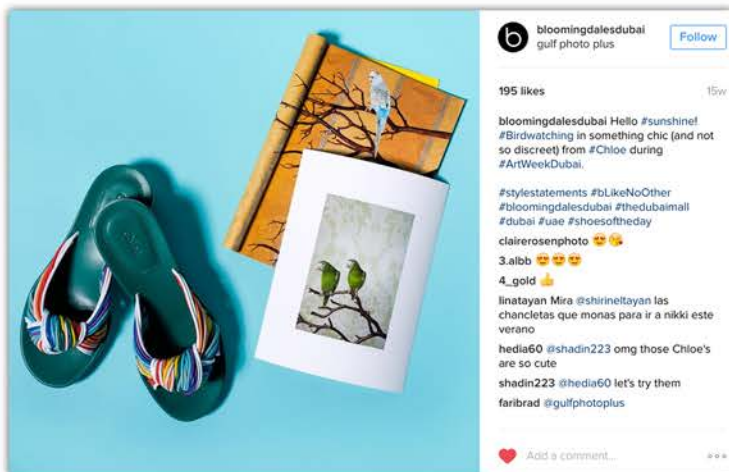 bloomingdalesdubai
gulf photo plus
Follow
195 likes
15w
bloomingdalesdubai Hello #sunshine!
#Birdwatching in something chic (and not
so discreet) from #Chloe during
#ArtWeekDubai.
#stylestatements #bLikeNoOther
#bloomingdalesdubai #thedubaimall
#dubai #uae #shoesoftheday
clairerosenphoto 😍😘
3.albb 😍😍😍
4_gold 👍
linatayan Mira @shirineltayan las
chancletas que monas para ir a nikki este
verano
hedia60 @shadin223 omg those Chloe's
are so cute
shadin223 @hedia60 let's try them
faribrad @gulfphotoplus
Add a comment...